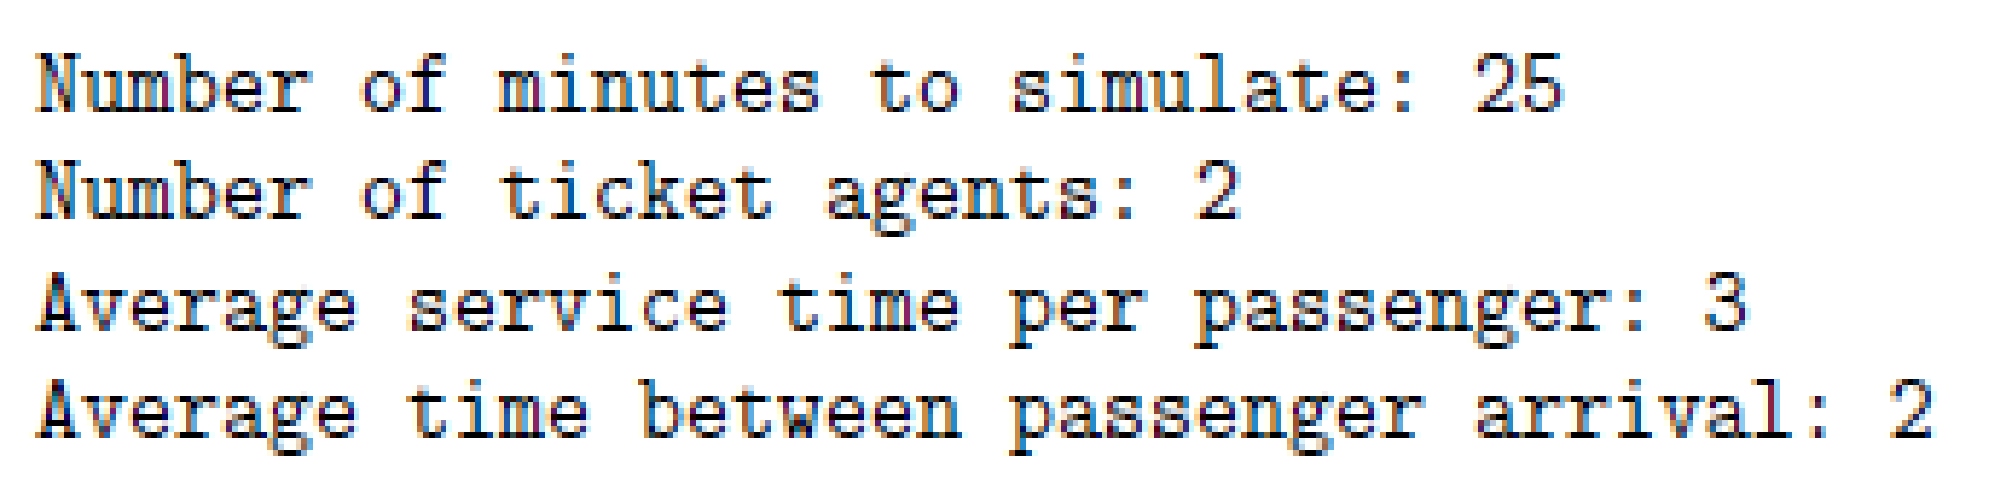 Number of minutes to simulate: 25
Number of ticket agents: 2
Average service time per passenger: 3
Average time between passenger arrival: 2